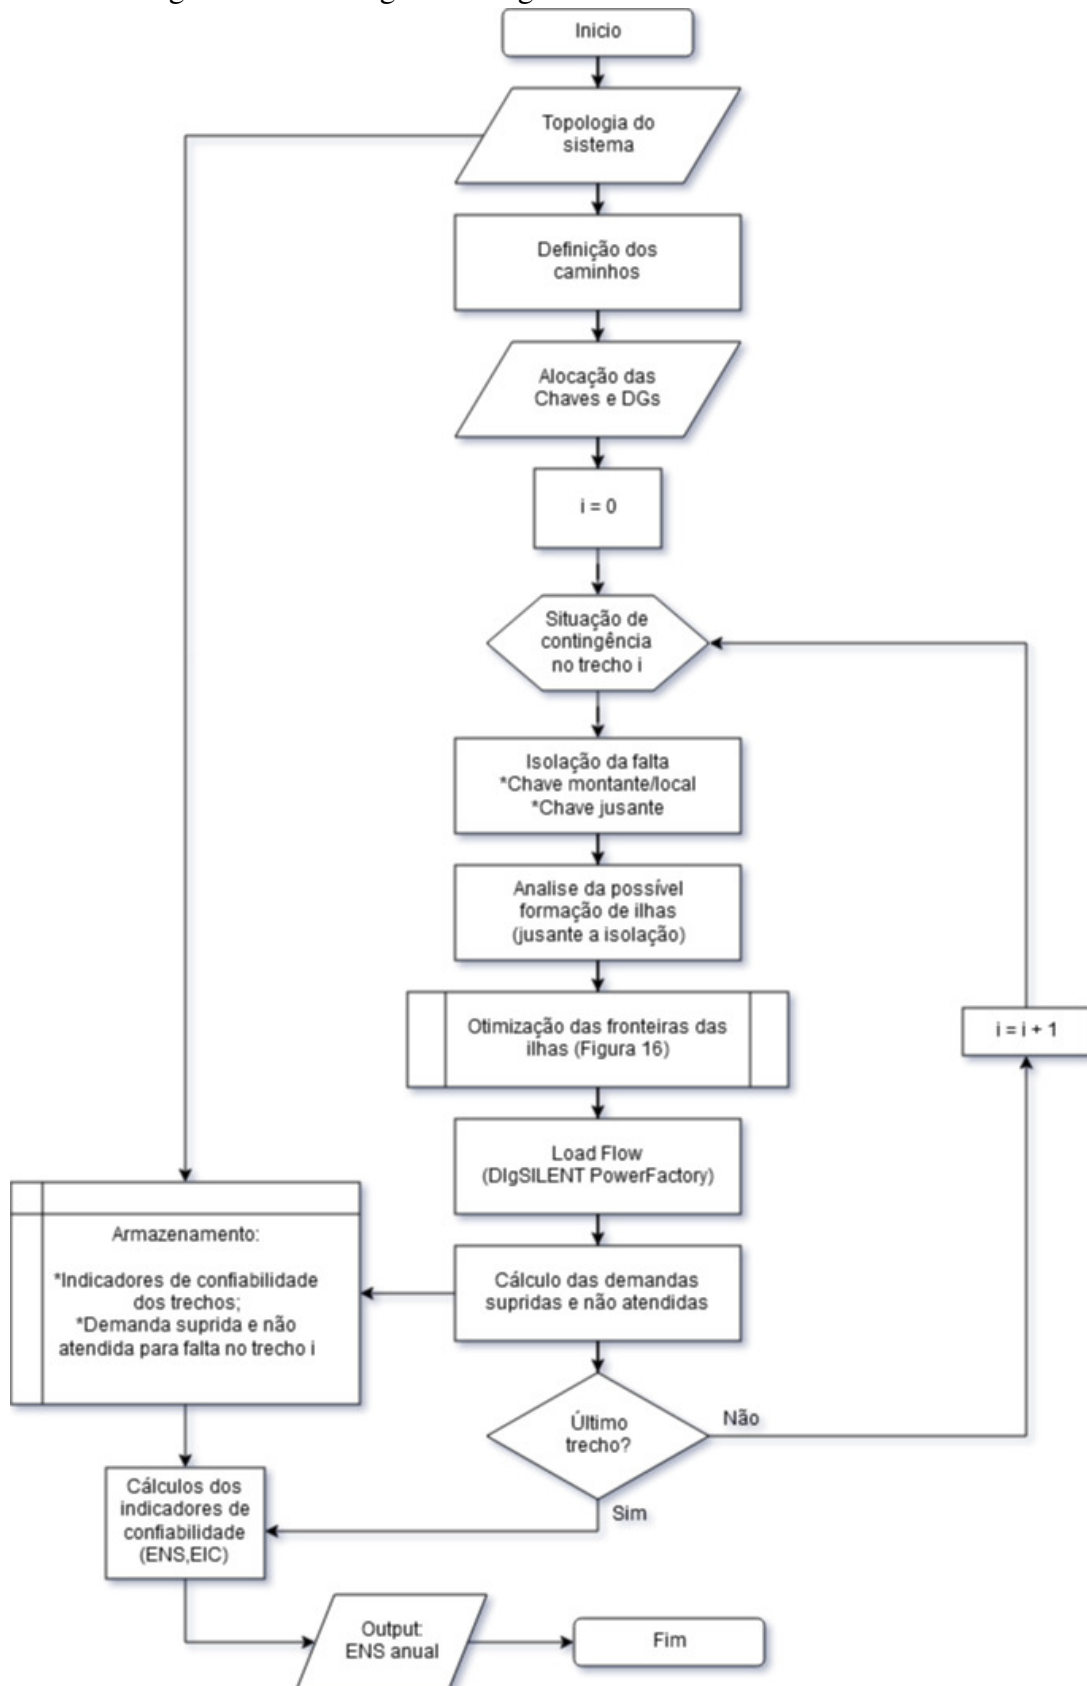 Inicio
Topologia do
sistema
Definição dos
caminhos
Alocação das
Chaves e DGs
i = 0
Situação de
contingência
no trecho i
Isolação da falta
*Chave montante/local
*Chave jusante
Analise da possível
formação de ilhas
(jusante a isolação)
Otimização das fronteiras das
ilhas (Figura 16)
i = i + 1
Load Flow
(DIgSILENT PowerFactory)
Armazenamento:
*Indicadores de confiabilidade
dos trechos;
*Demanda suprida e não
atendida para falta no trecho i
Cálculo das demandas
supridas e não atendidas
Último
trecho?
Não
Sim
Cálculos dos
indicadores de
confiabilidade
(ENS,EIC)
Output:
ENS anual
Fim